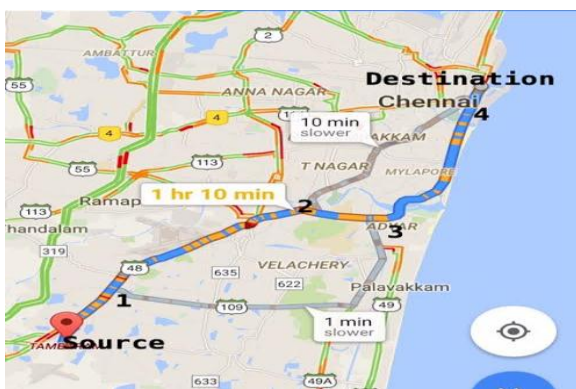 2
AMBATTUR
55
Destination
ANNA NAGAR
Chennai
4
4
10 min
slower
4
AKKAM
55
113
T NAGAR
MYLAPORE
1 hr 10 min
Ramap
2
113
handalam
ADYAR
3
319
48
635
VELACHERY
622
Palavakkam
1
109
49
1 min
slower
Source
TAMB
633
49A